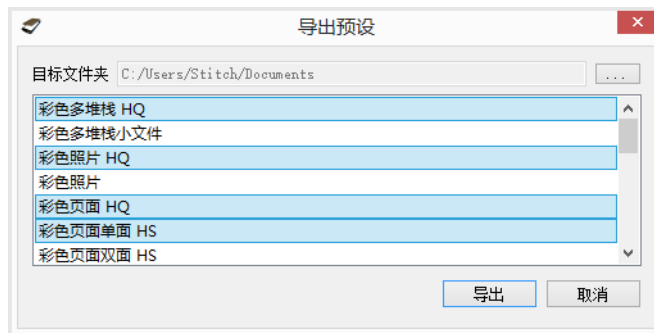 导出预设
目标文件夹 C:/Users/Stitch/Documents ...
彩色多堆栈 HQ
彩色多堆栈小文件
彩色照片 HQ
彩色照片
彩色页面 HQ
彩色页面单面 HS
彩色页面双面 HS
导出 取消